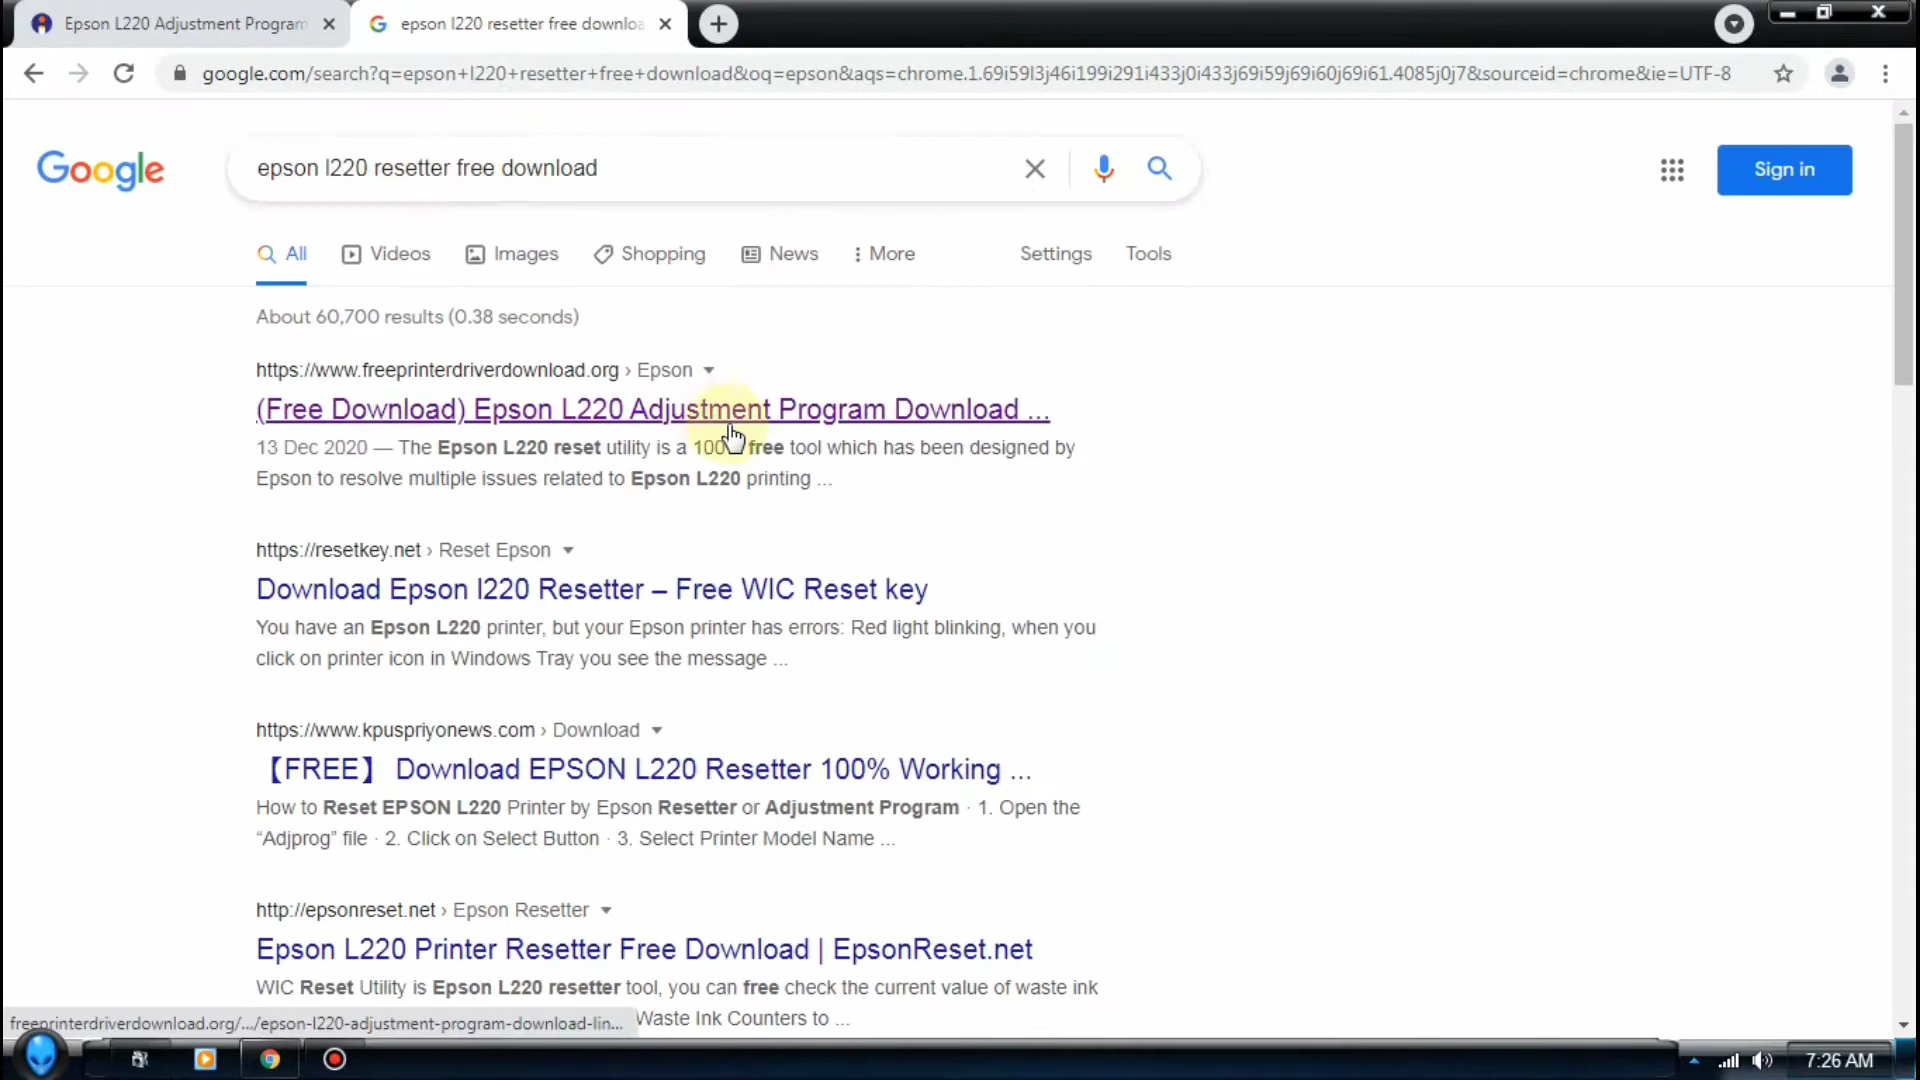 Epson L220 Adjustment Program
epson l220 resetter free downloa
google.com/search?q=epson+l220+resetter+free+download&oq=epson&aqs=chrome.1.69i59l3j46i199i291i433j0i433j69i59j69i60j69i61.4085j0j7&sourceid=chrome&ie=UTF-8
Google
epson l220 resetter free download
Sign in
All Videos Images Shopping News More Settings Tools
About 60,700 results (0.38 seconds)
https://www.freeprinterdriverdownload.org › Epson
(Free Download) Epson L220 Adjustment Program Download ...
13 Dec 2020 — The Epson L220 reset utility is a 100 free tool which has been designed by
Epson to resolve multiple issues related to Epson L220 printing ...
https://resetkey.net › Reset Epson
Download Epson l220 Resetter – Free WIC Reset key
You have an Epson L220 printer, but your Epson printer has errors: Red light blinking, when you
click on printer icon in Windows Tray you see the message ...
https://www.kpuspriyonews.com › Download
【FREE】 Download EPSON L220 Resetter 100% Working ...
How to Reset EPSON L220 Printer by Epson Resetter or Adjustment Program · 1. Open the
“Adjprog” file · 2. Click on Select Button · 3. Select Printer Model Name ...
http://epsonreset.net › Epson Resetter
Epson L220 Printer Resetter Free Download | EpsonReset.net
WIC Reset Utility is Epson L220 resetter tool, you can free check the current value of waste ink
Waste Ink Counters to ...
freeprinterdriverdownload.org/.../epson-l220-adjustment-program-download-lin...
7:26 AM